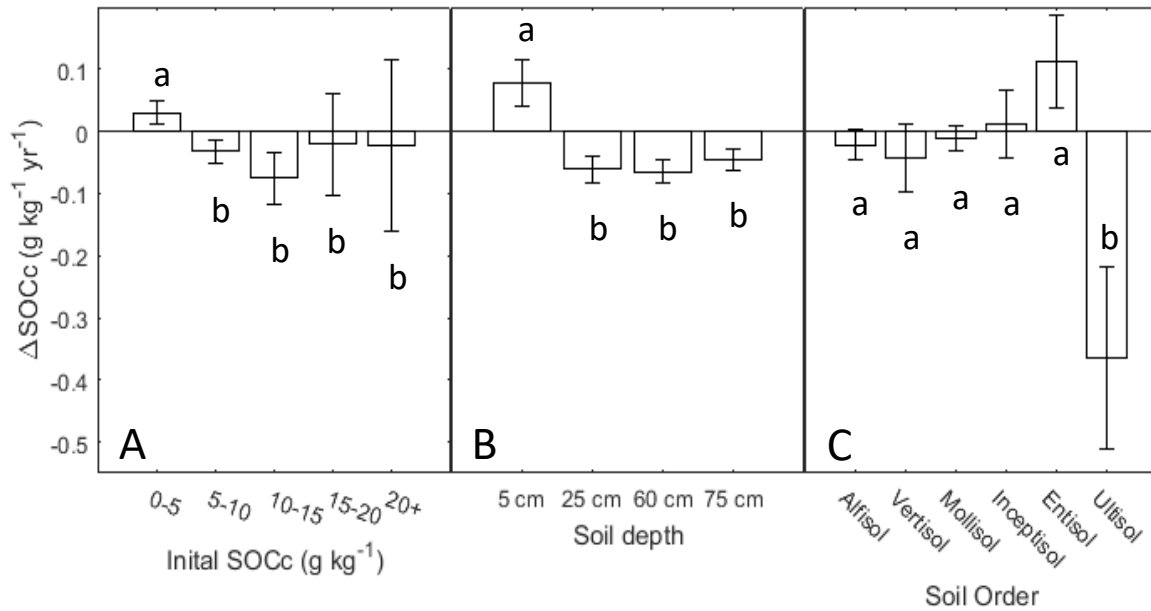 ΔSOCc (g kg⁻¹ yr⁻¹)
0.1
0
-0.1
-0.2
-0.3
-0.4
-0.5
a
b
b
b
b
A
0-5
5-10
10-15
15-20
20+
Inital SOCc (g kg⁻¹)
a
b
b
b
B
5 cm
25 cm
60 cm
75 cm
Soil depth
a
a
a
a
a
b
C
Alfisol
Vertisol
Mollisol
Inceptisol
Entisol
Ultisol
Soil Order